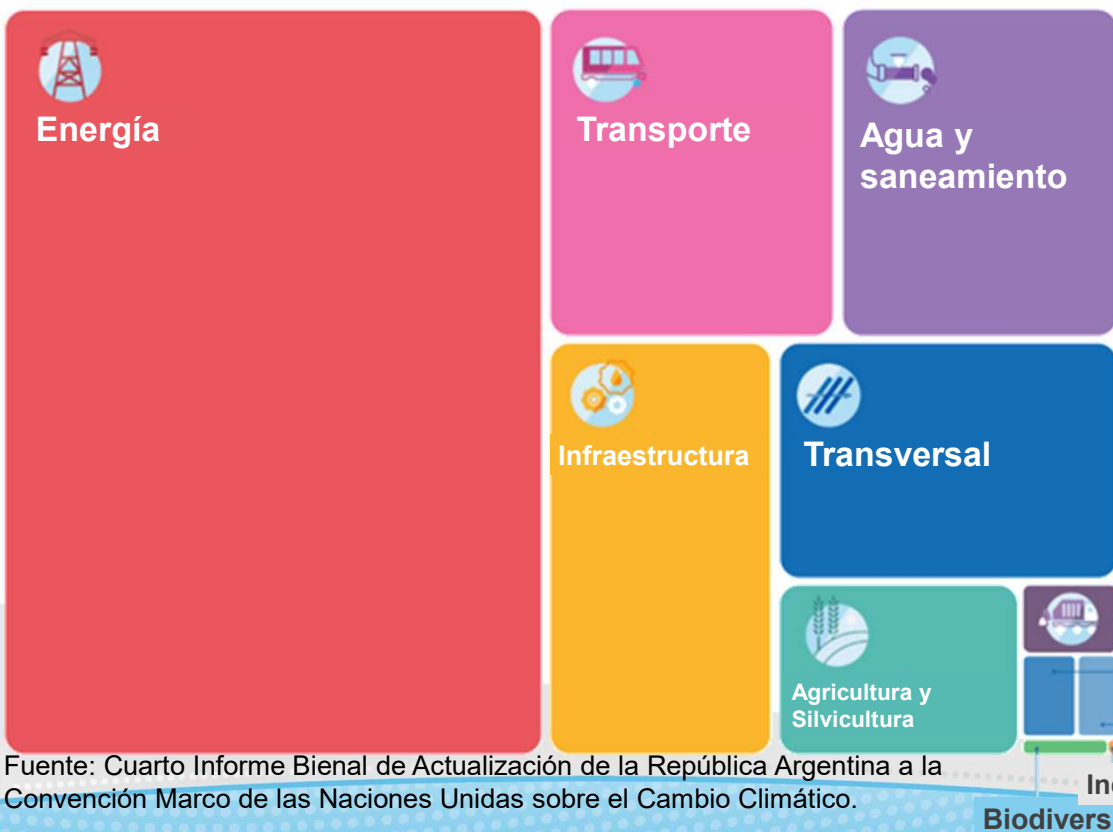 Energía
Transporte
Agua y
saneamiento
Infraestructura
Transversal
Agricultura y
Silvicultura
Fuente: Cuarto Informe Bienal de Actualización de la República Argentina a la
Convención Marco de las Naciones Unidas sobre el Cambio Climático.